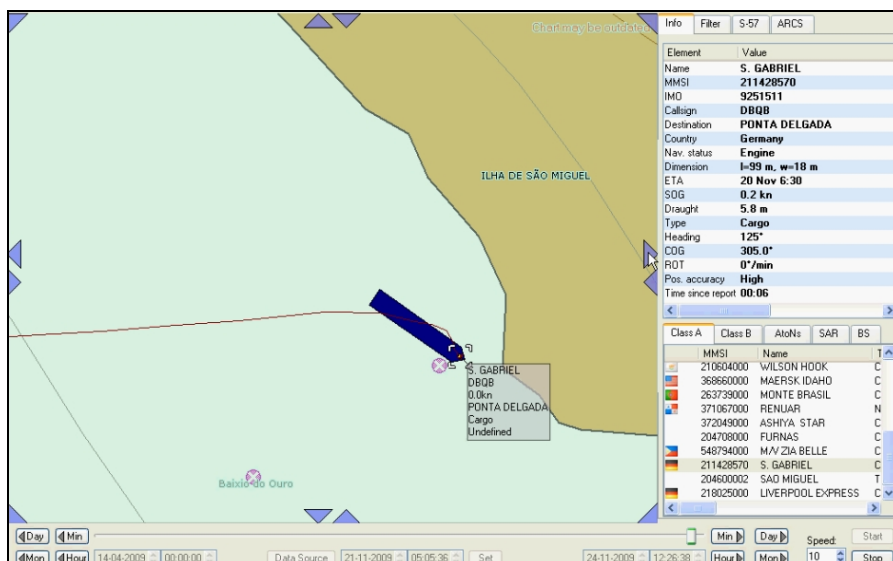 Chart may be outdated
ILHA DE SÃO MIGUEL
S. GABRIEL
DBQB
0.0kn
PONTA DELGADA
Cargo
Undefined
Baixio do Ouro
Info Filter S-57 ARCS
Element Value
Name S. GABRIEL
MMSI 211428570
IMO 9251511
Callsign DBQB
Destination PONTA DELGADA
Country Germany
Nav. status Engine
Dimension l=99 m, w=18 m
ETA 20 Nov 6:30
SOG 0.2 kn
Draught 5.8 m
Type Cargo
Heading 125°
COG 305.0°
ROT 0°/min
Pos. accuracy High
Time since report 00:06
Class A Class B AtoNs SAR BS
MMSI Name T
210604000 WILSON HOOK C
368660000 MAERSK IDAHO C
263739000 MONTE BRASIL C
371067000 RENUAR N
372049000 ASHIYA STAR C
204708000 FURNAS C
548794000 M/V ZIA BELLE C
211428570 S. GABRIEL C
204600002 SAO MIGUEL T
218025000 LIVERPOOL EXPRESS C
Day Min Min Day Speed: Start
Mon Hour 14-04-2009 00:00:00 Data Source 21-11-2009 05:05:36 Set 24-11-2009 12:26:38 Hour Mon 10 Stop